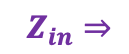 Z_in ⇒